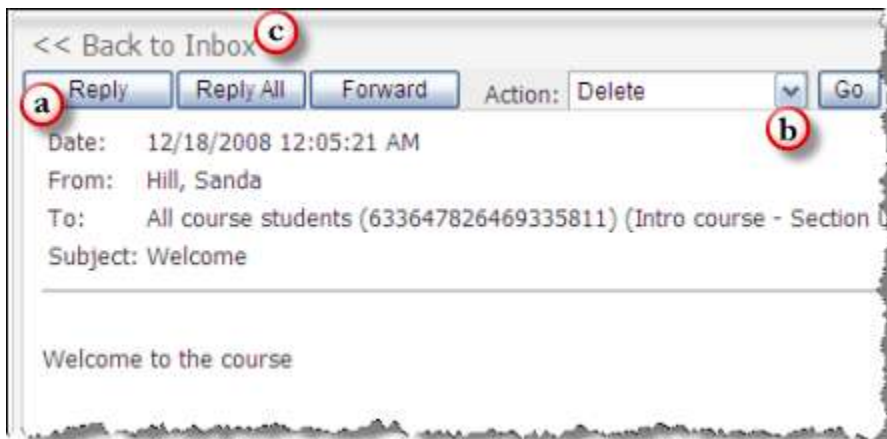 << Back to Inbox c
Reply Reply All Forward Action: Delete Go
a b
Date: 12/18/2008 12:05:21 AM
From: Hill, Sanda
To: All course students (633647826469335811) (Intro course - Section
Subject: Welcome
Welcome to the course